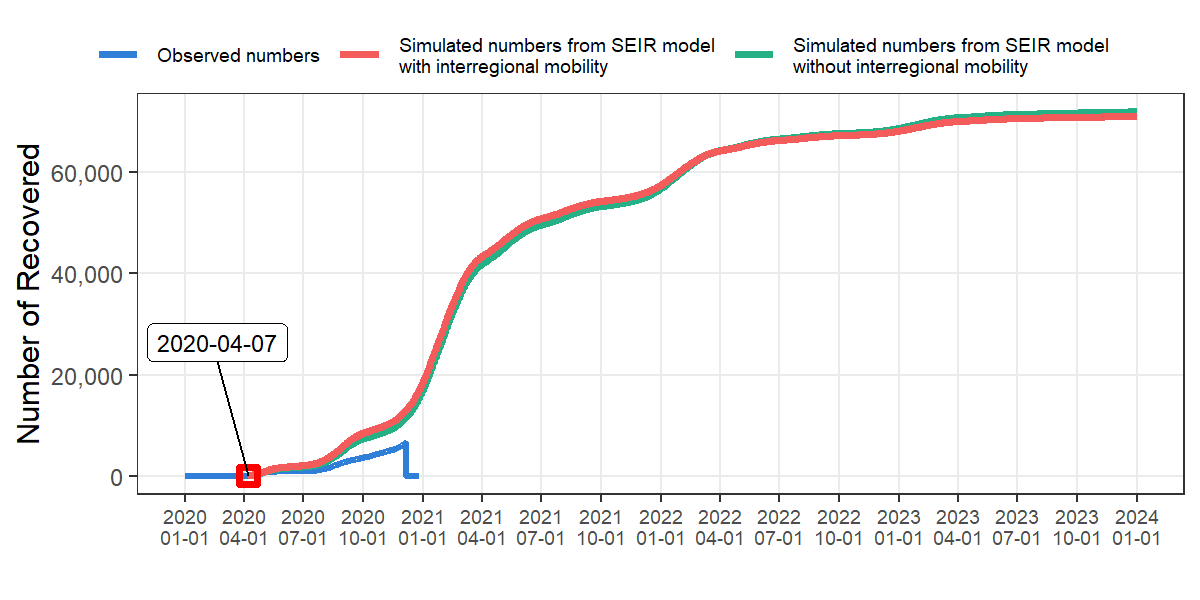 Observed numbers
Simulated numbers from SEIR model
with interregional mobility
Simulated numbers from SEIR model
without interregional mobility
Number of Recovered
60,000
40,000
20,000
0
2020-04-07
2020 2020 2020 2020 2021 2021 2021 2021 2022 2022 2022 2022 2023 2023 2023 2023 2024
01-01 04-01 07-01 10-01 01-01 04-01 07-01 10-01 01-01 04-01 07-01 10-01 01-01 04-01 07-01 10-01 01-01